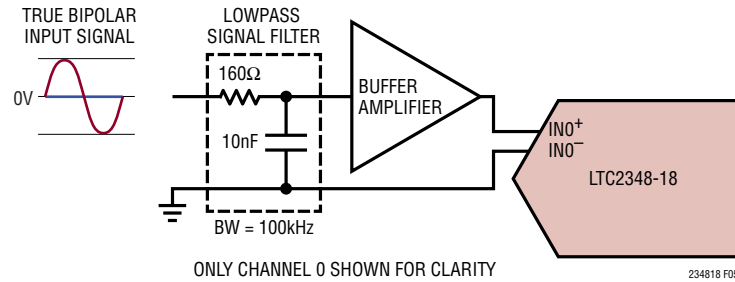 TRUE BIPOLAR
INPUT SIGNAL
LOWPASS
SIGNAL FILTER
160Ω
BUFFER
AMPLIFIER
0V
10nF
IN0+
IN0–
LTC2348-18
BW = 100kHz
ONLY CHANNEL 0 SHOWN FOR CLARITY